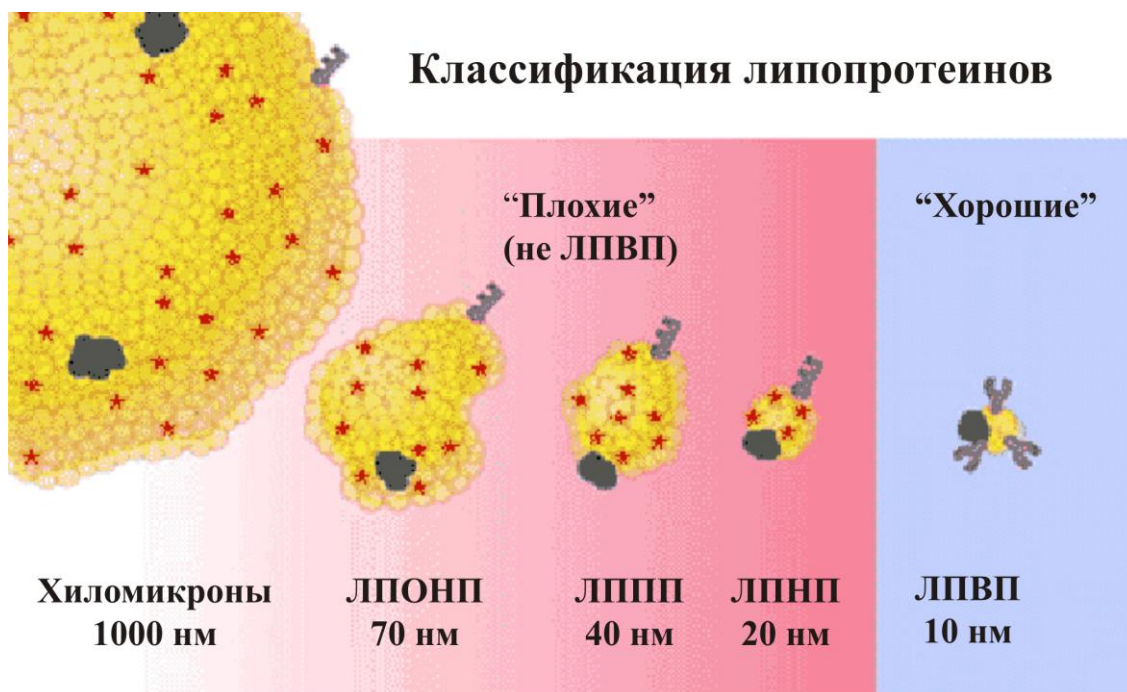 Классификация липопротеинов
“Плохие”
(не ЛПВП)
“Хорошие”
Хиломикроны
1000 нм
ЛПОНП
70 нм
ЛППП
40 нм
ЛПНП
20 нм
ЛПВП
10 нм